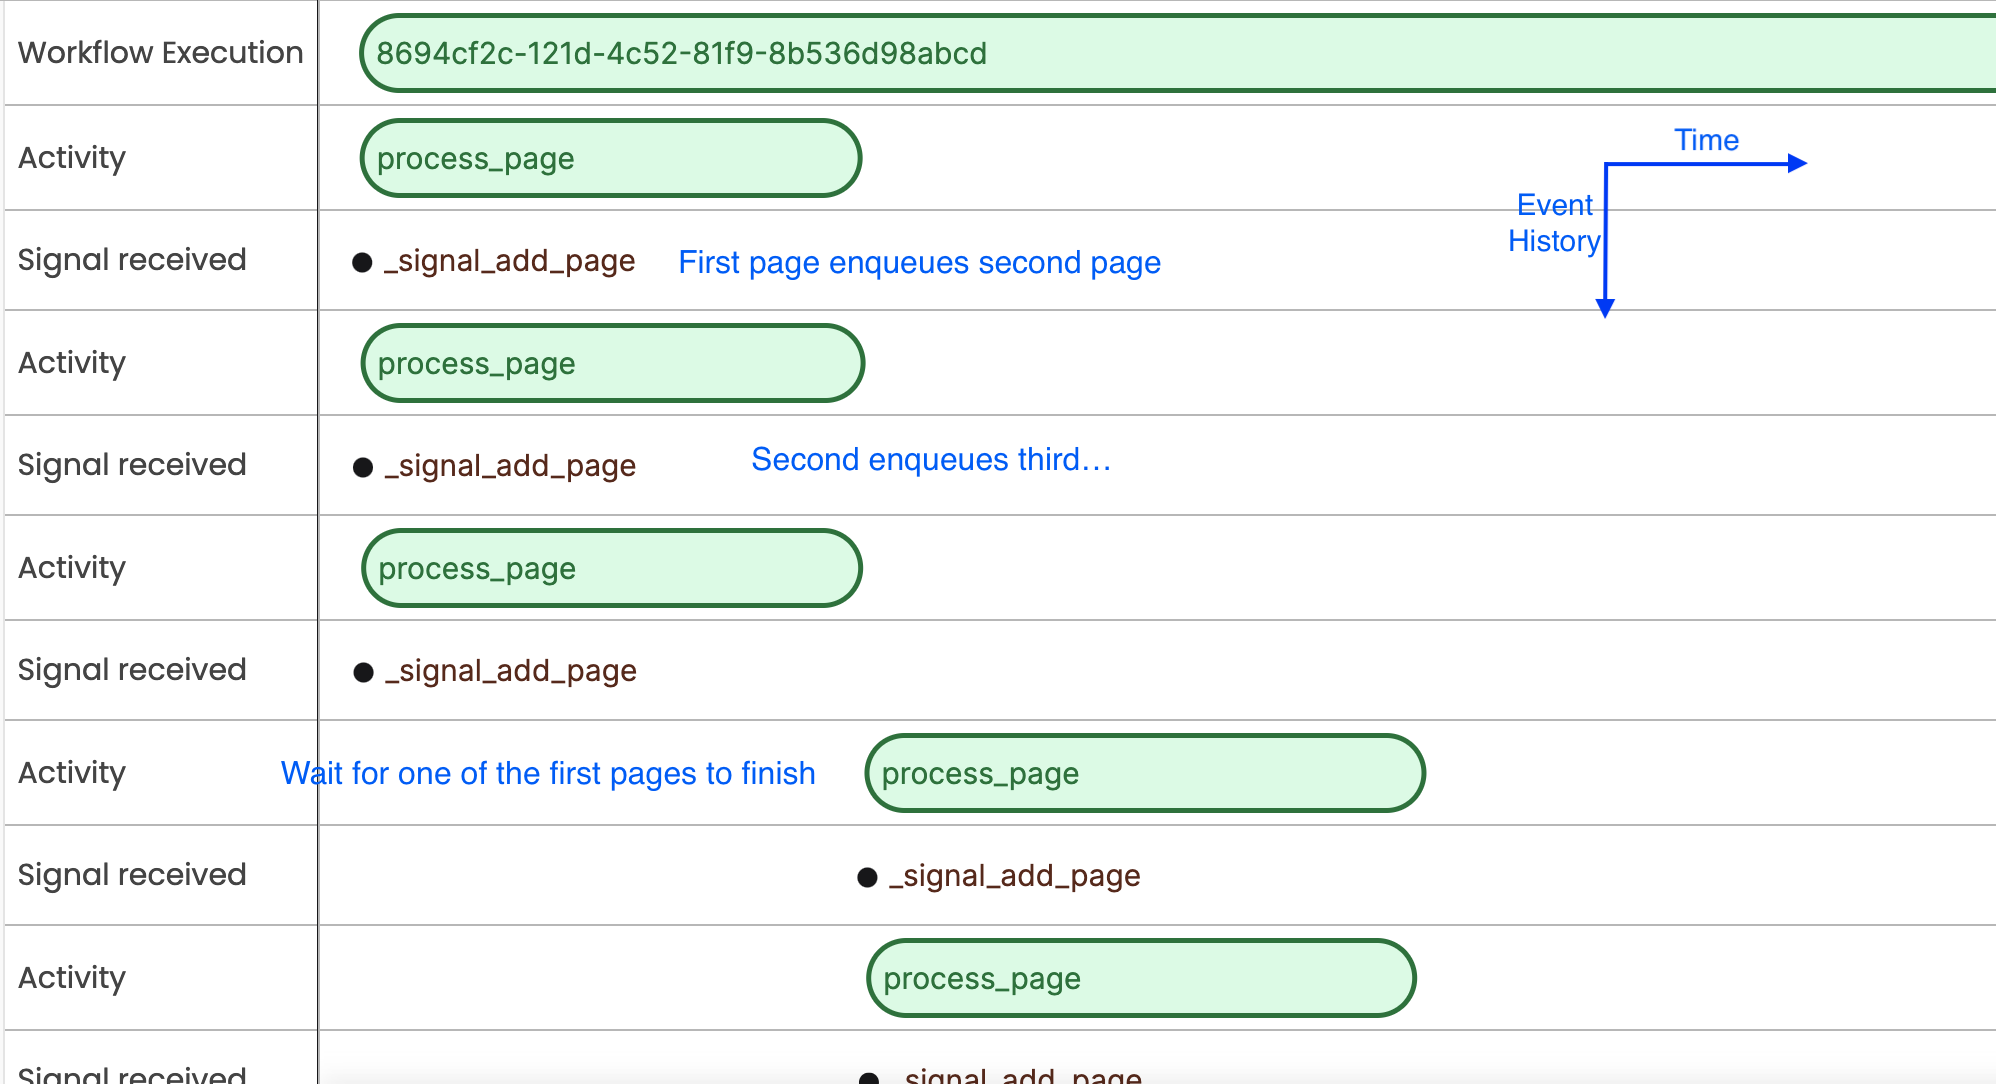 Workflow Execution
8694cf2c-121d-4c52-81f9-8b536d98abcd
Activity
process_page
Time
Event
History
Signal received
_signal_add_page
First page enqueues second page
Activity
process_page
Signal received
_signal_add_page
Second enqueues third…
Activity
process_page
Signal received
_signal_add_page
Activity
Wait for one of the first pages to finish
process_page
Signal received
_signal_add_page
Activity
process_page
Signal received
_signal_add_page